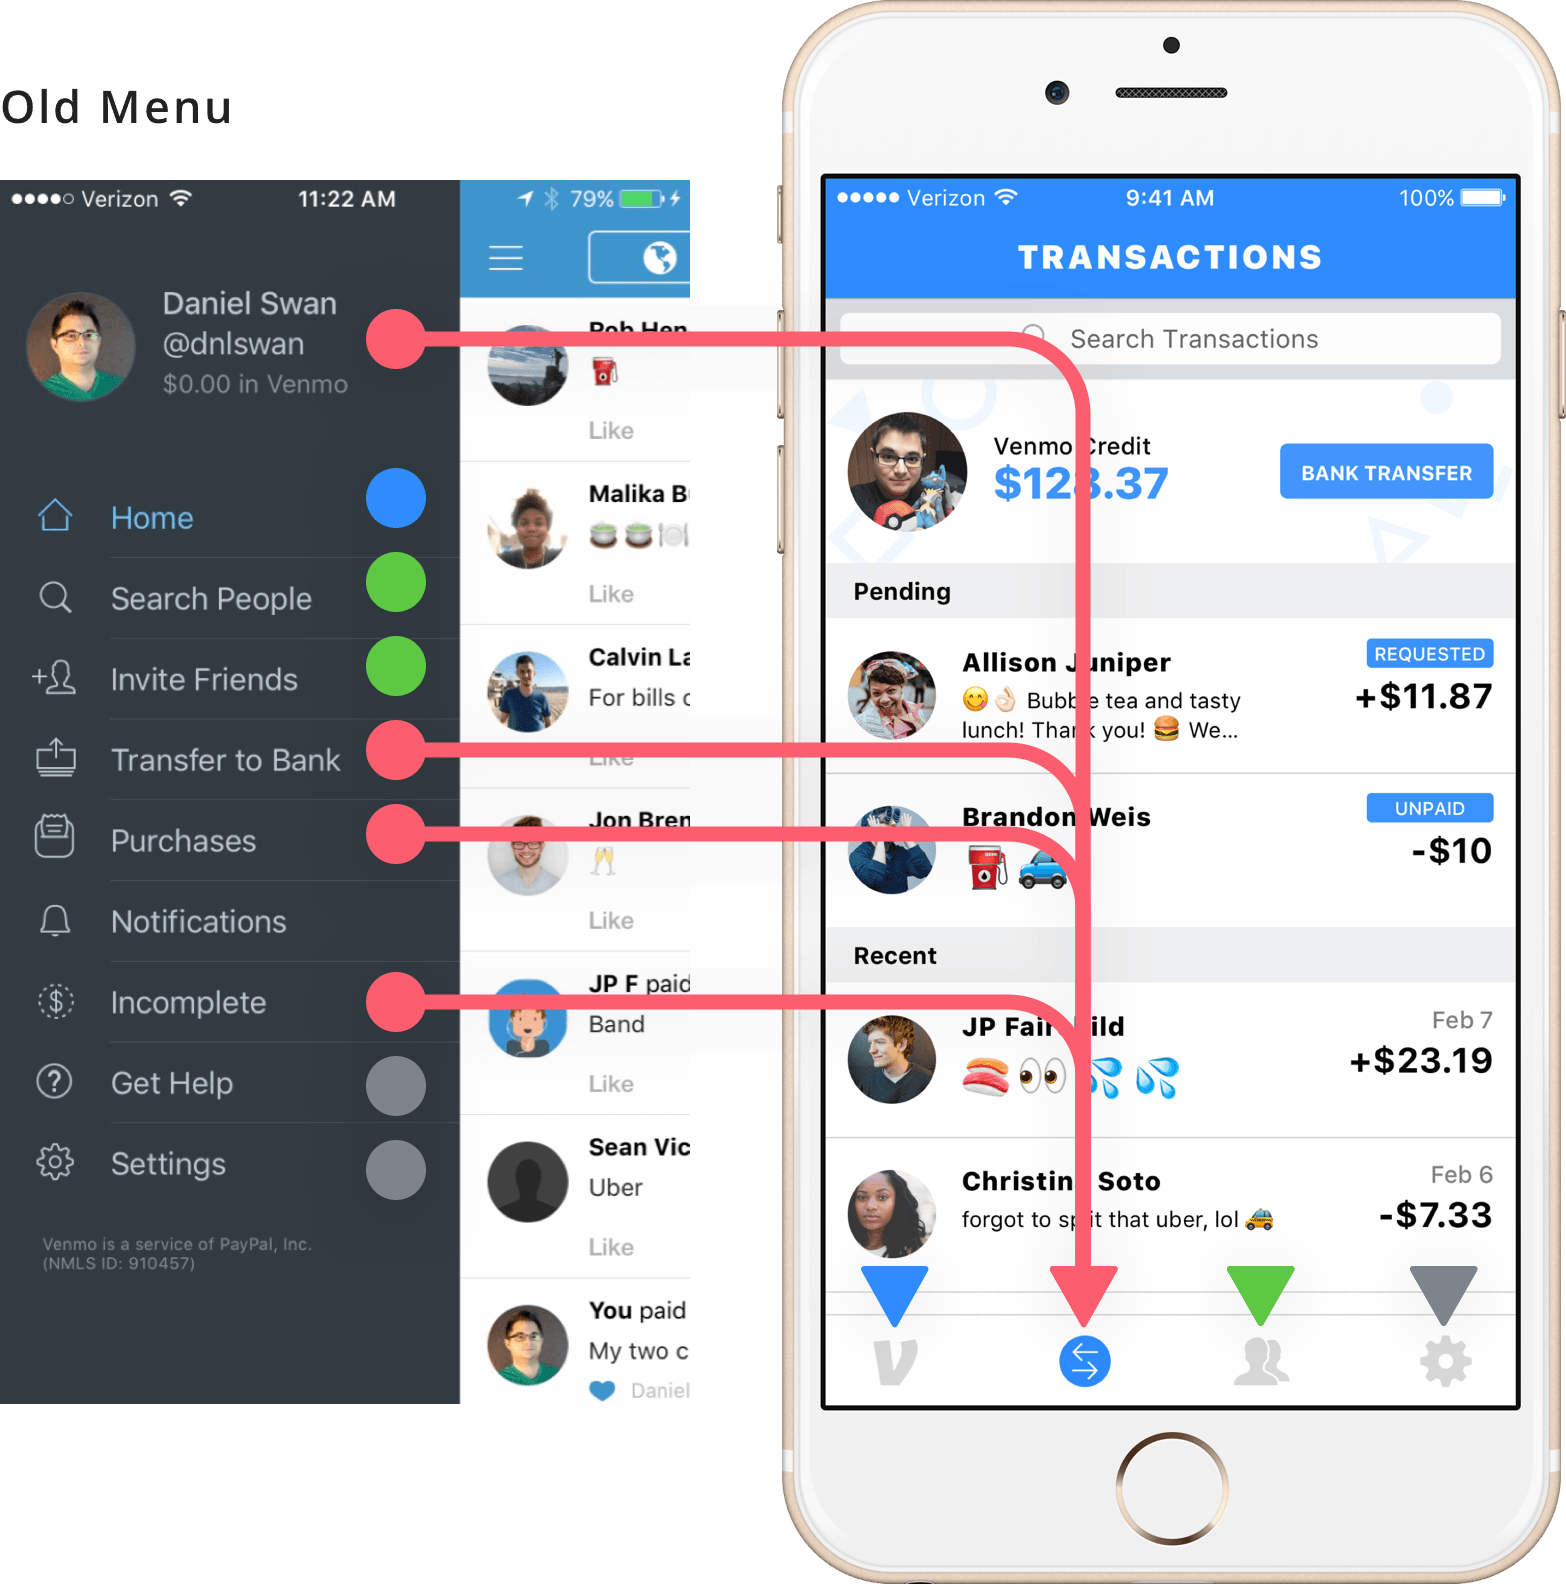 Old Menu
Verizon 11:22 AM 79%
Daniel Swan
@dnlswan
$0.00 in Venmo
Home
Search People
Invite Friends
Transfer to Bank
Purchases
Notifications
Incomplete
Get Help
Settings
Venmo is a service of PayPal, Inc.
(NMLS ID: 910457)
Rob Hen
Like
Malika B
Like
Calvin La
For bills
Like
Jon Bren
Like
JP F paid
Band
Like
Sean Vic
Uber
Like
You paid
My two c
Daniel
Verizon 9:41 AM 100%
TRANSACTIONS
Search Transactions
Venmo Credit
$128.37
BANK TRANSFER
Pending
Allison Juniper
REQUESTED
😋👌🏻 Bubble tea and tasty
+$11.87
lunch! Thank you! 🍔 We...
Brandon Weis
UNPAID
-$10
Recent
JP Fairchild
Feb 7
+$23.19
Christina Soto
Feb 6
forgot to split that uber, lol 🚖
-$7.33